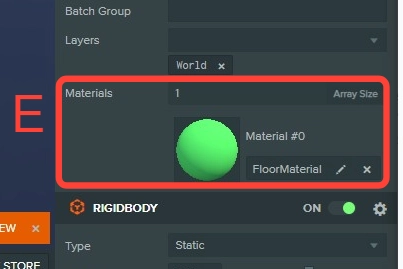 Batch Group
Layers
World ×
E
Materials 1 Array Size
Material #0
FloorMaterial ×
RIGIDBODY ON
EW ×
Type Static
STORE